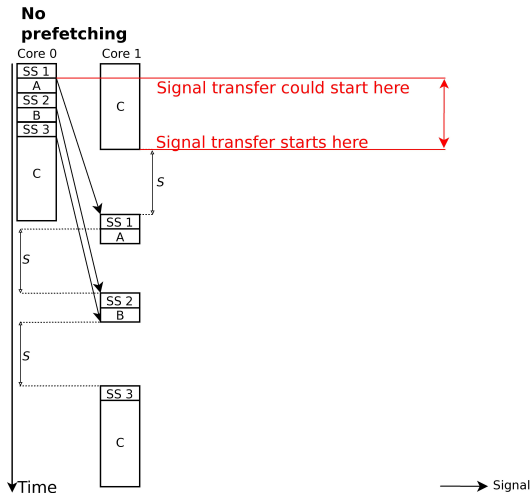 No
prefetching
Core 0
Core 1
SS 1
A
SS 2
B
SS 3
C
C
Signal transfer could start here
Signal transfer starts here
S
SS 1
A
S
SS 2
B
S
SS 3
C
Time
Signal